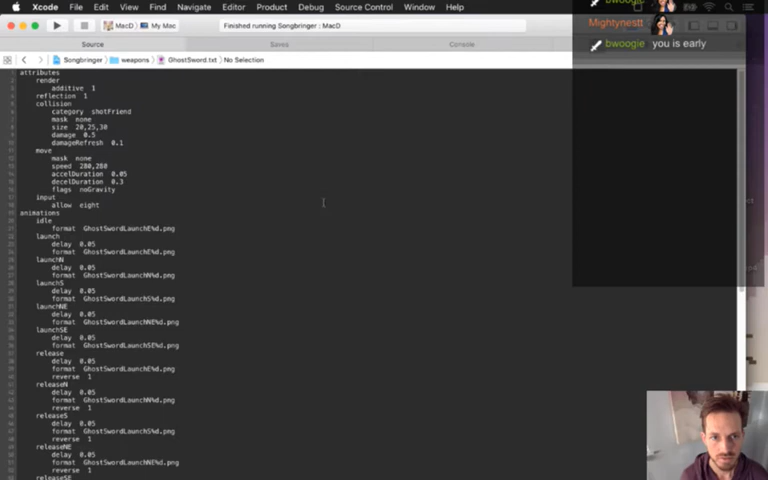 Xcode File Edit View Find Navigate Editor Product Debug Source Control Window Help
bwoogie
Mightynestt
bwoogie you is early
MacD My Mac
Finished running Songbringer : MacD
Source Saves Console
Songbringer weapons GhostSword.txt No Selection
attributes
render
additive 1
reflection 1
collision
category shotFriend
mask none
size 20,25,30
damage 0.5
damageRefresh 0.1
move
mask none
speed 280,280
accelDuration 0.05
decelDuration 0.3
flags noGravity
input
allow eight
animations
idle
format GhostSwordLaunchE%d.png
launch
delay 0.05
format GhostSwordLaunchE%d.png
launchN
delay 0.05
format GhostSwordLaunchN%d.png
launchS
delay 0.05
format GhostSwordLaunchS%d.png
launchNE
delay 0.05
format GhostSwordLaunchNE%d.png
launchSE
delay 0.05
format GhostSwordLaunchSE%d.png
release
delay 0.05
format GhostSwordLaunchE%d.png
reverse 1
releaseN
delay 0.05
format GhostSwordLaunchN%d.png
reverse 1
releaseS
delay 0.05
format GhostSwordLaunchS%d.png
reverse 1
releaseNE
delay 0.05
format GhostSwordLaunchNE%d.png
reverse 1
releaseSE